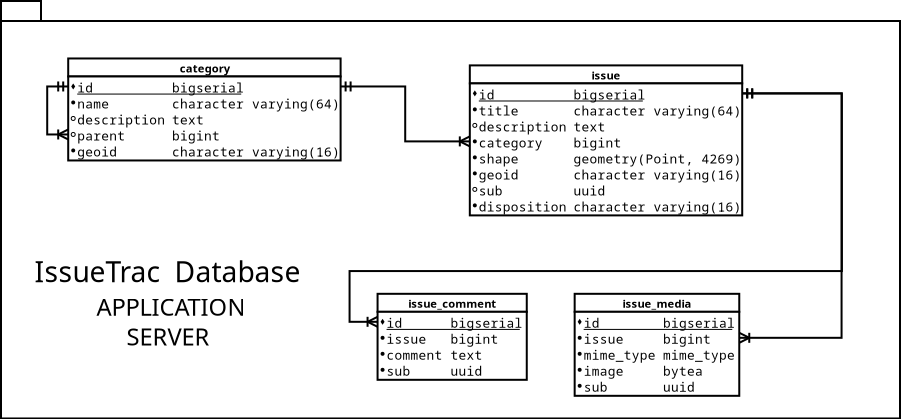 category
id bigserial
name character varying(64)
description text
parent bigint
geoid character varying(16)
issue
id bigserial
title character varying(64)
description text
category bigint
shape geometry(Point, 4269)
geoid character varying(16)
sub uuid
disposition character varying(16)
IssueTrac Database
APPLICATION
SERVER
issue_comment
id bigserial
issue bigint
comment text
sub uuid
issue_media
id bigserial
issue bigint
mime_type mime_type
image bytea
sub uuid